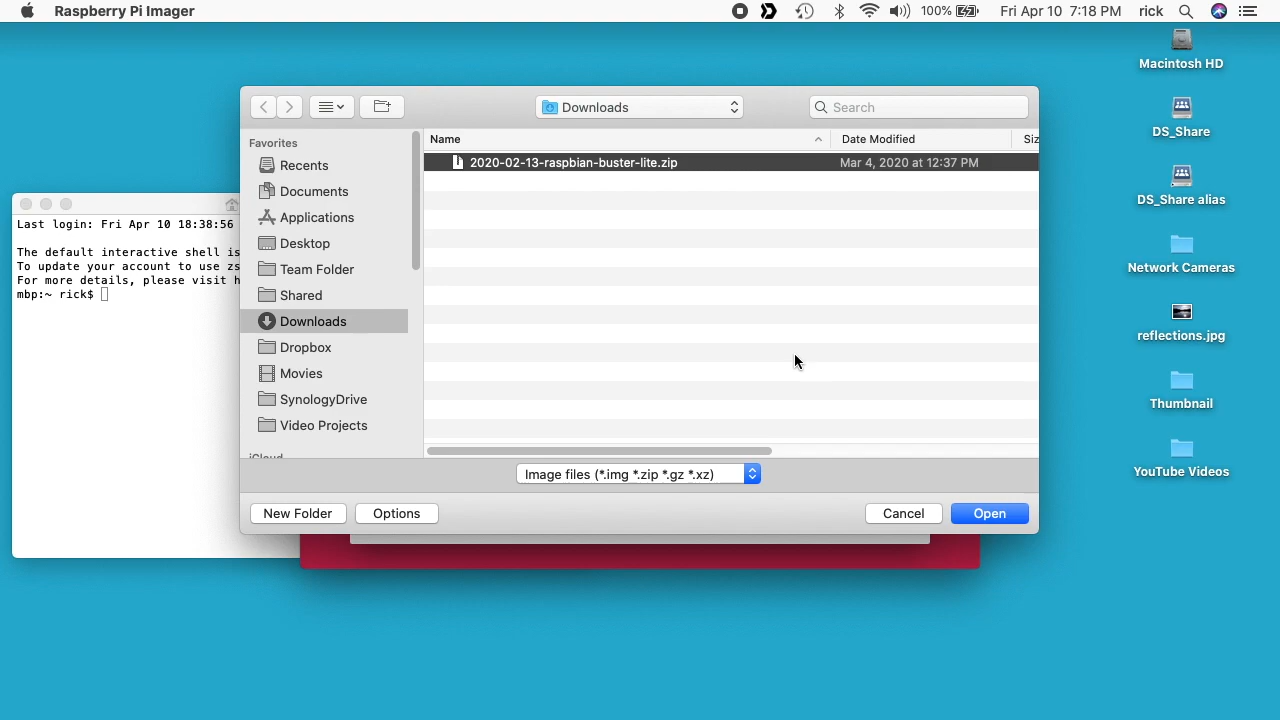 Raspberry Pi Imager
100%
Fri Apr 10 7:18 PM
rick
Macintosh HD
DS_Share
DS_Share alias
Network Cameras
reflections.jpg
Thumbnail
YouTube Videos
Last login: Fri Apr 10 18:38:56
The default interactive shell is
To update your account to use zs
For more details, please visit h
mbp:~ rick$
Downloads
Search
Favorites
Recents
Documents
Applications
Desktop
Team Folder
Shared
Downloads
Dropbox
Movies
SynologyDrive
Video Projects
iCloud
Name
Date Modified
Siz
2020-02-13-raspbian-buster-lite.zip
Mar 4, 2020 at 12:37 PM
Image files (*.img *.zip *.gz *.xz)
New Folder
Options
Cancel
Open